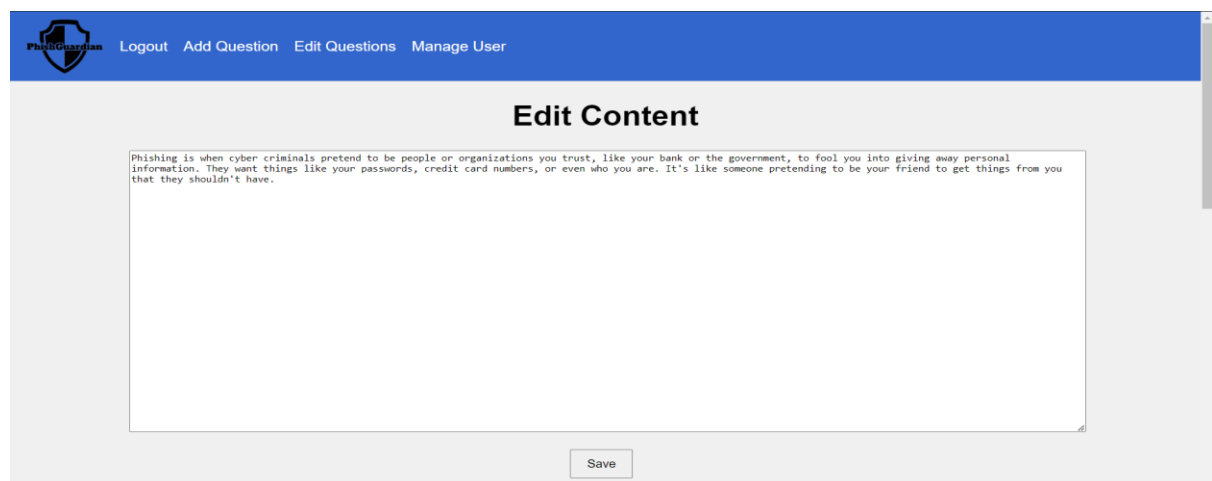 PhishGuardian
Logout Add Question Edit Questions Manage User
Edit Content
Phishing is when cyber criminals pretend to be people or organizations you trust, like your bank or the government, to fool you into giving away personal
information. They want things like your passwords, credit card numbers, or even who you are. It's like someone pretending to be your friend to get things from you
that they shouldn't have.
Save